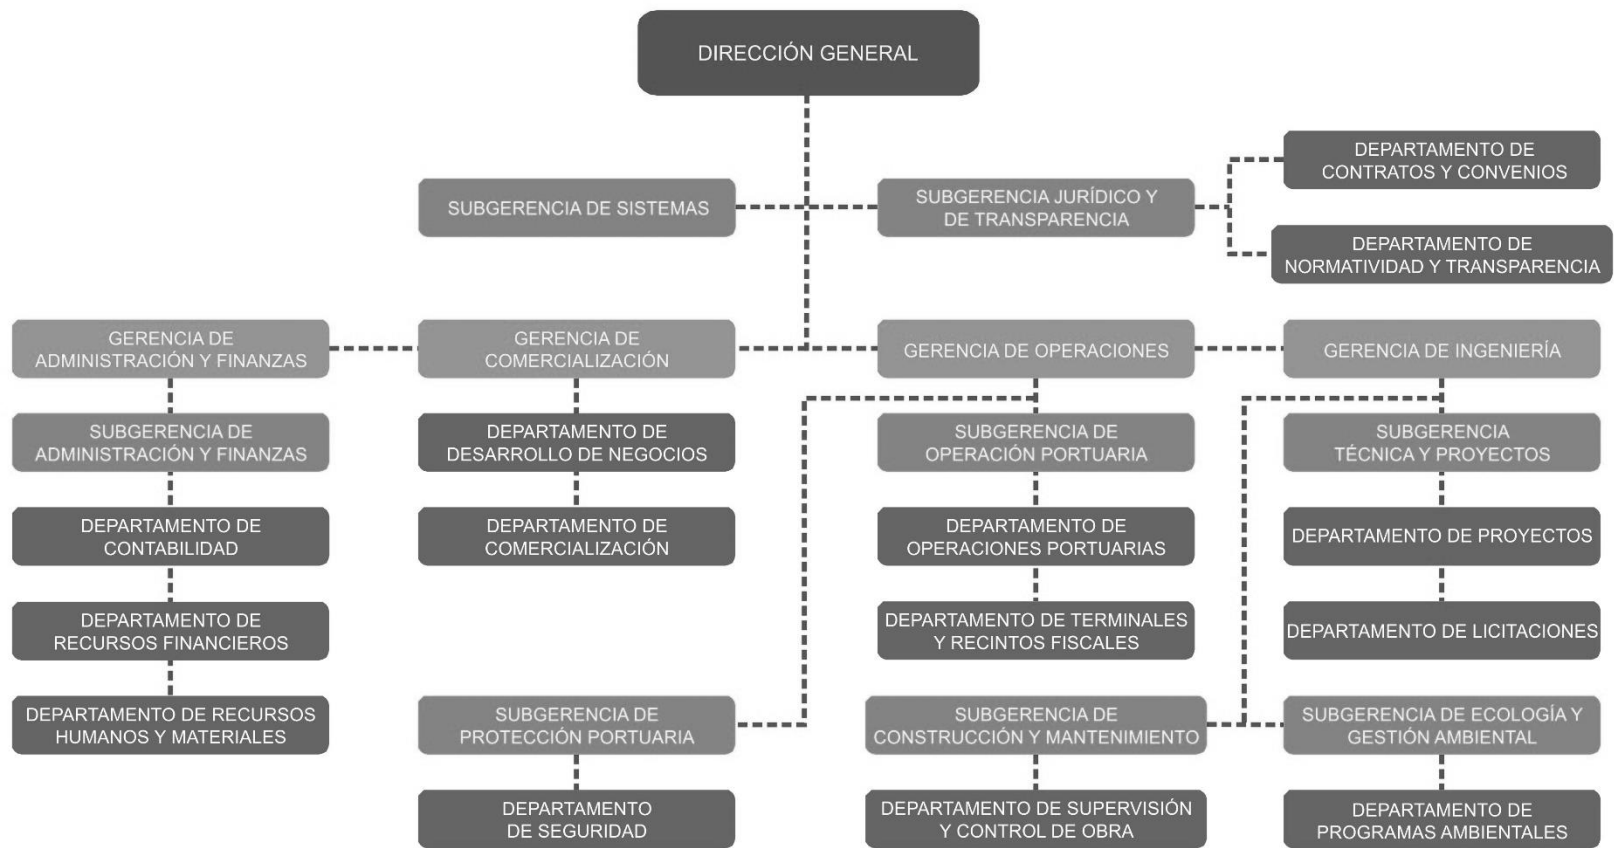 DIRECCIÓN GENERAL
DEPARTAMENTO DE
CONTRATOS Y CONVENIOS
SUBGERENCIA DE SISTEMAS
SUBGERENCIA JURÍDICO Y
DE TRANSPARENCIA
DEPARTAMENTO DE
NORMATIVIDAD Y TRANSPARENCIA
GERENCIA DE
ADMINISTRACIÓN Y FINANZAS
GERENCIA DE
COMERCIALIZACIÓN
GERENCIA DE OPERACIONES
GERENCIA DE INGENIERÍA
SUBGERENCIA DE
ADMINISTRACIÓN Y FINANZAS
DEPARTAMENTO DE
DESARROLLO DE NEGOCIOS
SUBGERENCIA DE
OPERACIÓN PORTUARIA
SUBGERENCIA
TÉCNICA Y PROYECTOS
DEPARTAMENTO DE
CONTABILIDAD
DEPARTAMENTO DE
COMERCIALIZACIÓN
DEPARTAMENTO DE
OPERACIONES PORTUARIAS
DEPARTAMENTO DE PROYECTOS
DEPARTAMENTO DE
RECURSOS FINANCIEROS
DEPARTAMENTO DE TERMINALES
Y RECINTOS FISCALES
DEPARTAMENTO DE LICITACIONES
DEPARTAMENTO DE RECURSOS
HUMANOS Y MATERIALES
SUBGERENCIA DE
PROTECCIÓN PORTUARIA
SUBGERENCIA DE
CONSTRUCCIÓN Y MANTENIMIENTO
SUBGERENCIA DE ECOLOGÍA Y
GESTIÓN AMBIENTAL
DEPARTAMENTO
DE SEGURIDAD
DEPARTAMENTO DE SUPERVISIÓN
Y CONTROL DE OBRA
DEPARTAMENTO DE
PROGRAMAS AMBIENTALES